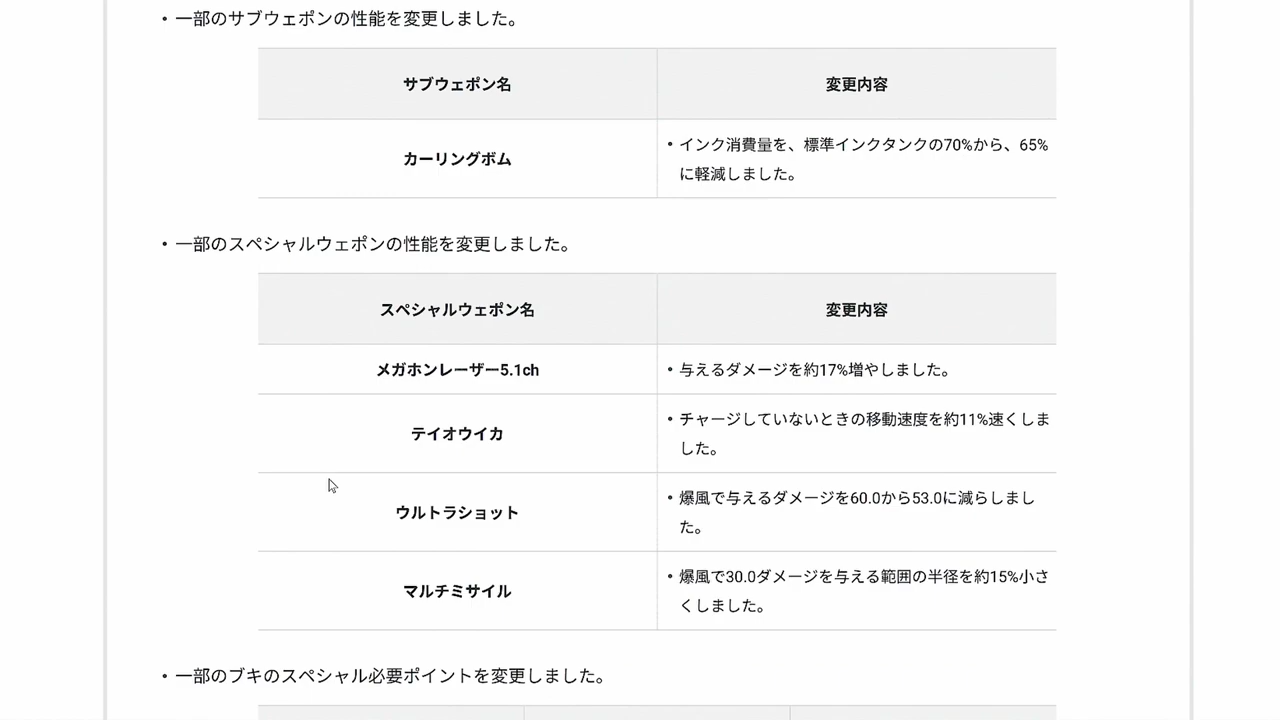 ・一部のサブウェポンの性能を変更しました。
サブウェポン名 変更内容
カーリングボム
・インク消費量を、標準インクタンクの70%から、65%
に軽減しました。
・一部のスペシャルウェポンの性能を変更しました。
スペシャルウェポン名 変更内容
メガホンレーザー5.1ch ・与えるダメージを約17%増やしました。
テイオウイカ
・チャージしていないときの移動速度を約11%速くしま
した。
ウルトラショット
・爆風で与えるダメージを60.0から53.0に減らしまし
た。
マルチミサイル
・爆風で30.0ダメージを与える範囲の半径を約15%小さ
くしました。
・一部のブキのスペシャル必要ポイントを変更しました。